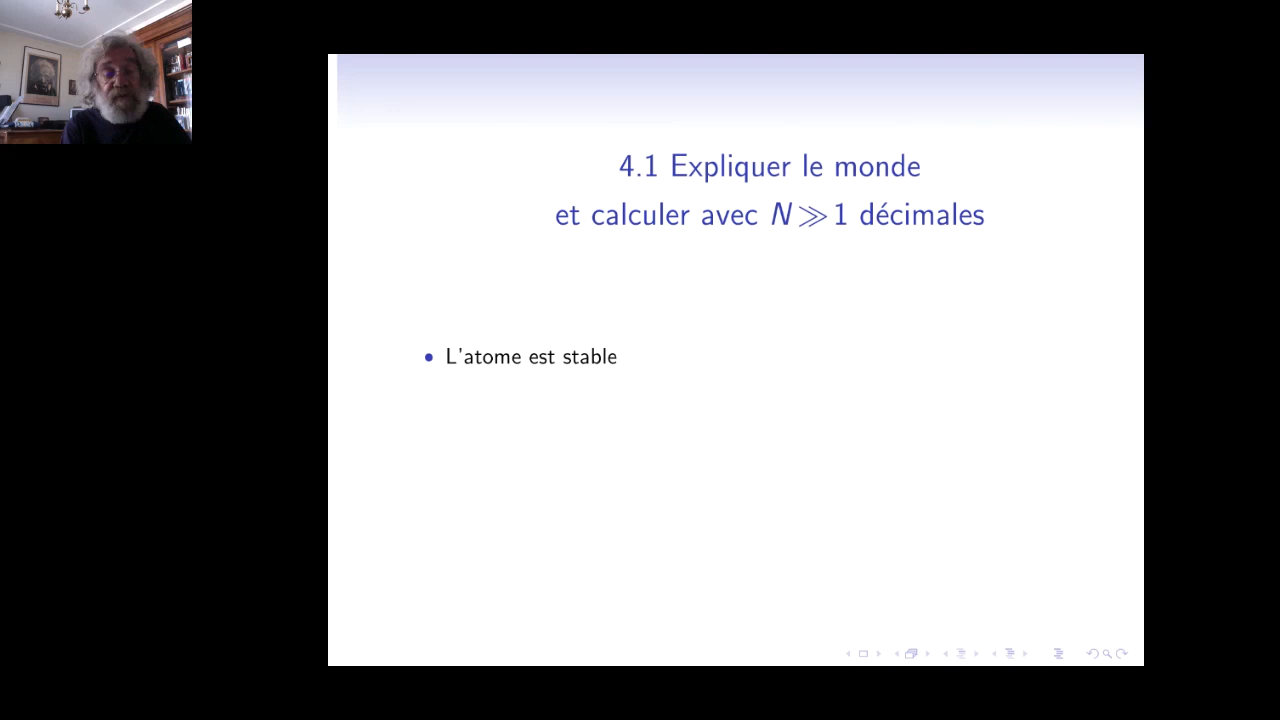 4.1 Expliquer le monde
et calculer avec N≫1 décimales
• L'atome est stable